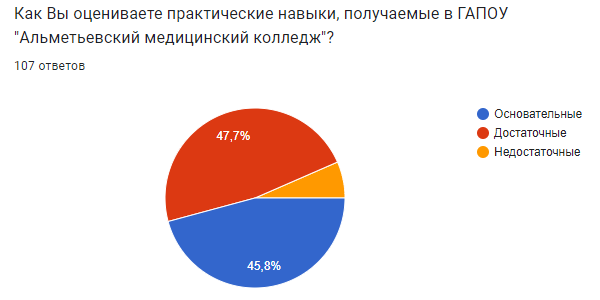 Как Вы оцениваете практические навыки, получаемые в ГАПОУ
"Альметьевский медицинский колледж"?
107 ответов
Основательные
Достаточные
Недостаточные
47,7%
45,8%